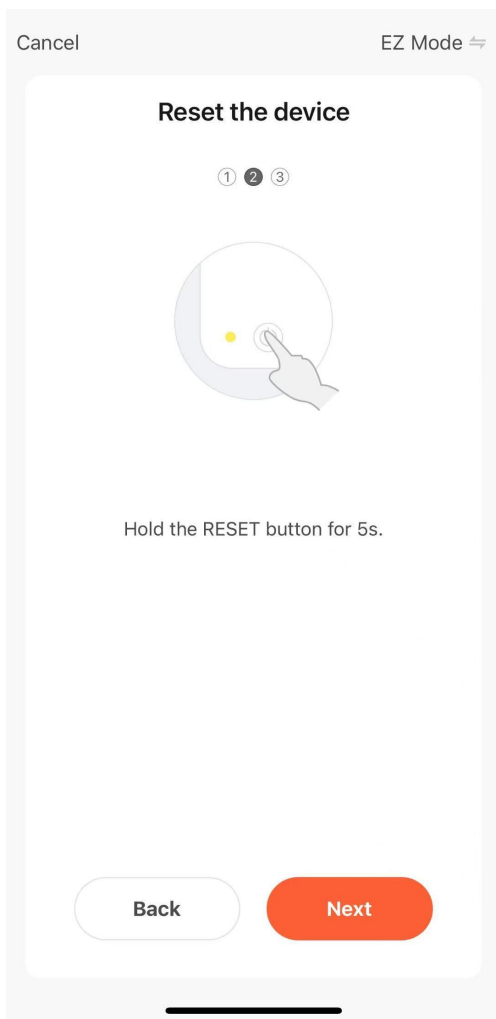 Cancel
EZ Mode
Reset the device
1 2 3
Hold the RESET button for 5s.
Back
Next